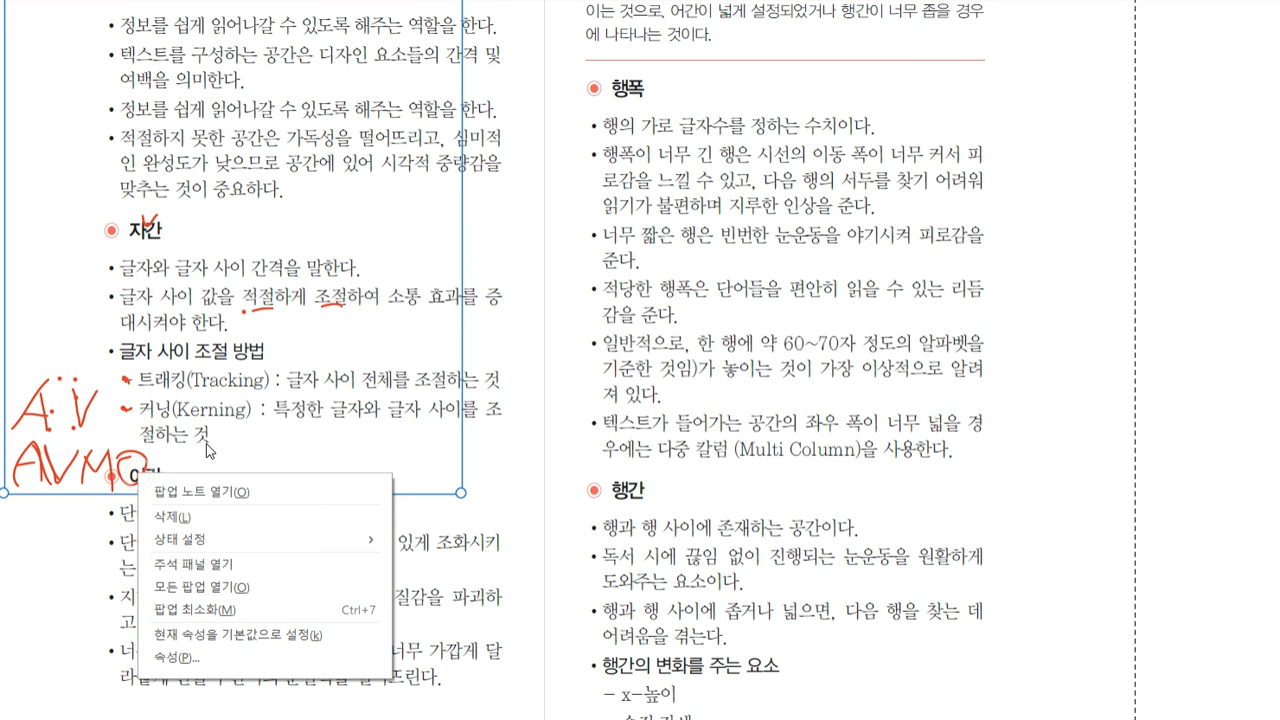 정보를 쉽게 읽어나갈 수 있도록 해주는 역할을 한다.
• 텍스트를 구성하는 공간은 디자인 요소들의 간격 및
여백을 의미한다.
• 정보를 쉽게 읽어나갈 수 있도록 해주는 역할을 한다.
• 적절하지 못한 공간은 가독성을 떨어뜨리고, 심미적
인 완성도가 낮으므로 공간에 있어 시각적 중량감을
맞추는 것이 중요하다.
자간
• 글자와 글자 사이 간격을 말한다.
• 글자 사이 값을 적절하게 조절하여 소통 효과를 증
대시켜야 한다.
• 글자 사이 조절 방법
트래킹(Tracking) : 글자 사이 전체를 조절하는 것
커닝(Kerning) : 특정한 글자와 글자 사이를 조
절하는 것
A V
AVMO
팝업 노트 열기(O)
삭제(L)
상태 설정
주석 패널 열기
모든 팝업 열기(O)
팝업 최소화(M) Ctrl+7
현재 속성을 기본값으로 설정(k)
속성(P)...
• 단
• 단 있게 조화시키
는
• 지 질감을 파괴하
고
• 너 너무 가깝게 달
이는 것으로, 어간이 넓게 설정되었거나 행간이 너무 좁을 경우
에 나타나는 것이다.
행폭
• 행의 가로 글자수를 정하는 수치이다.
• 행폭이 너무 긴 행은 시선의 이동 폭이 너무 커서 피
로감을 느낄 수 있고, 다음 행의 서두를 찾기 어려워
읽기가 불편하며 지루한 인상을 준다.
• 너무 짧은 행은 빈번한 눈운동을 야기시켜 피로감을
준다.
• 적당한 행폭은 단어들을 편안히 읽을 수 있는 리듬
감을 준다.
• 일반적으로, 한 행에 약 60~70자 정도의 알파벳을
기준한 것임)가 놓이는 것이 가장 이상적으로 알려
져 있다.
• 텍스트가 들어가는 공간의 좌우 폭이 너무 넓을 경
우에는 다중 칼럼 (Multi Column)을 사용한다.
행간
• 행과 행 사이에 존재하는 공간이다.
• 독서 시에 끊임 없이 진행되는 눈운동을 원활하게
도와주는 요소이다.
• 행과 행 사이에 좁거나 넓으면, 다음 행을 찾는 데
어려움을 겪는다.
• 행간의 변화를 주는 요소
- x-높이